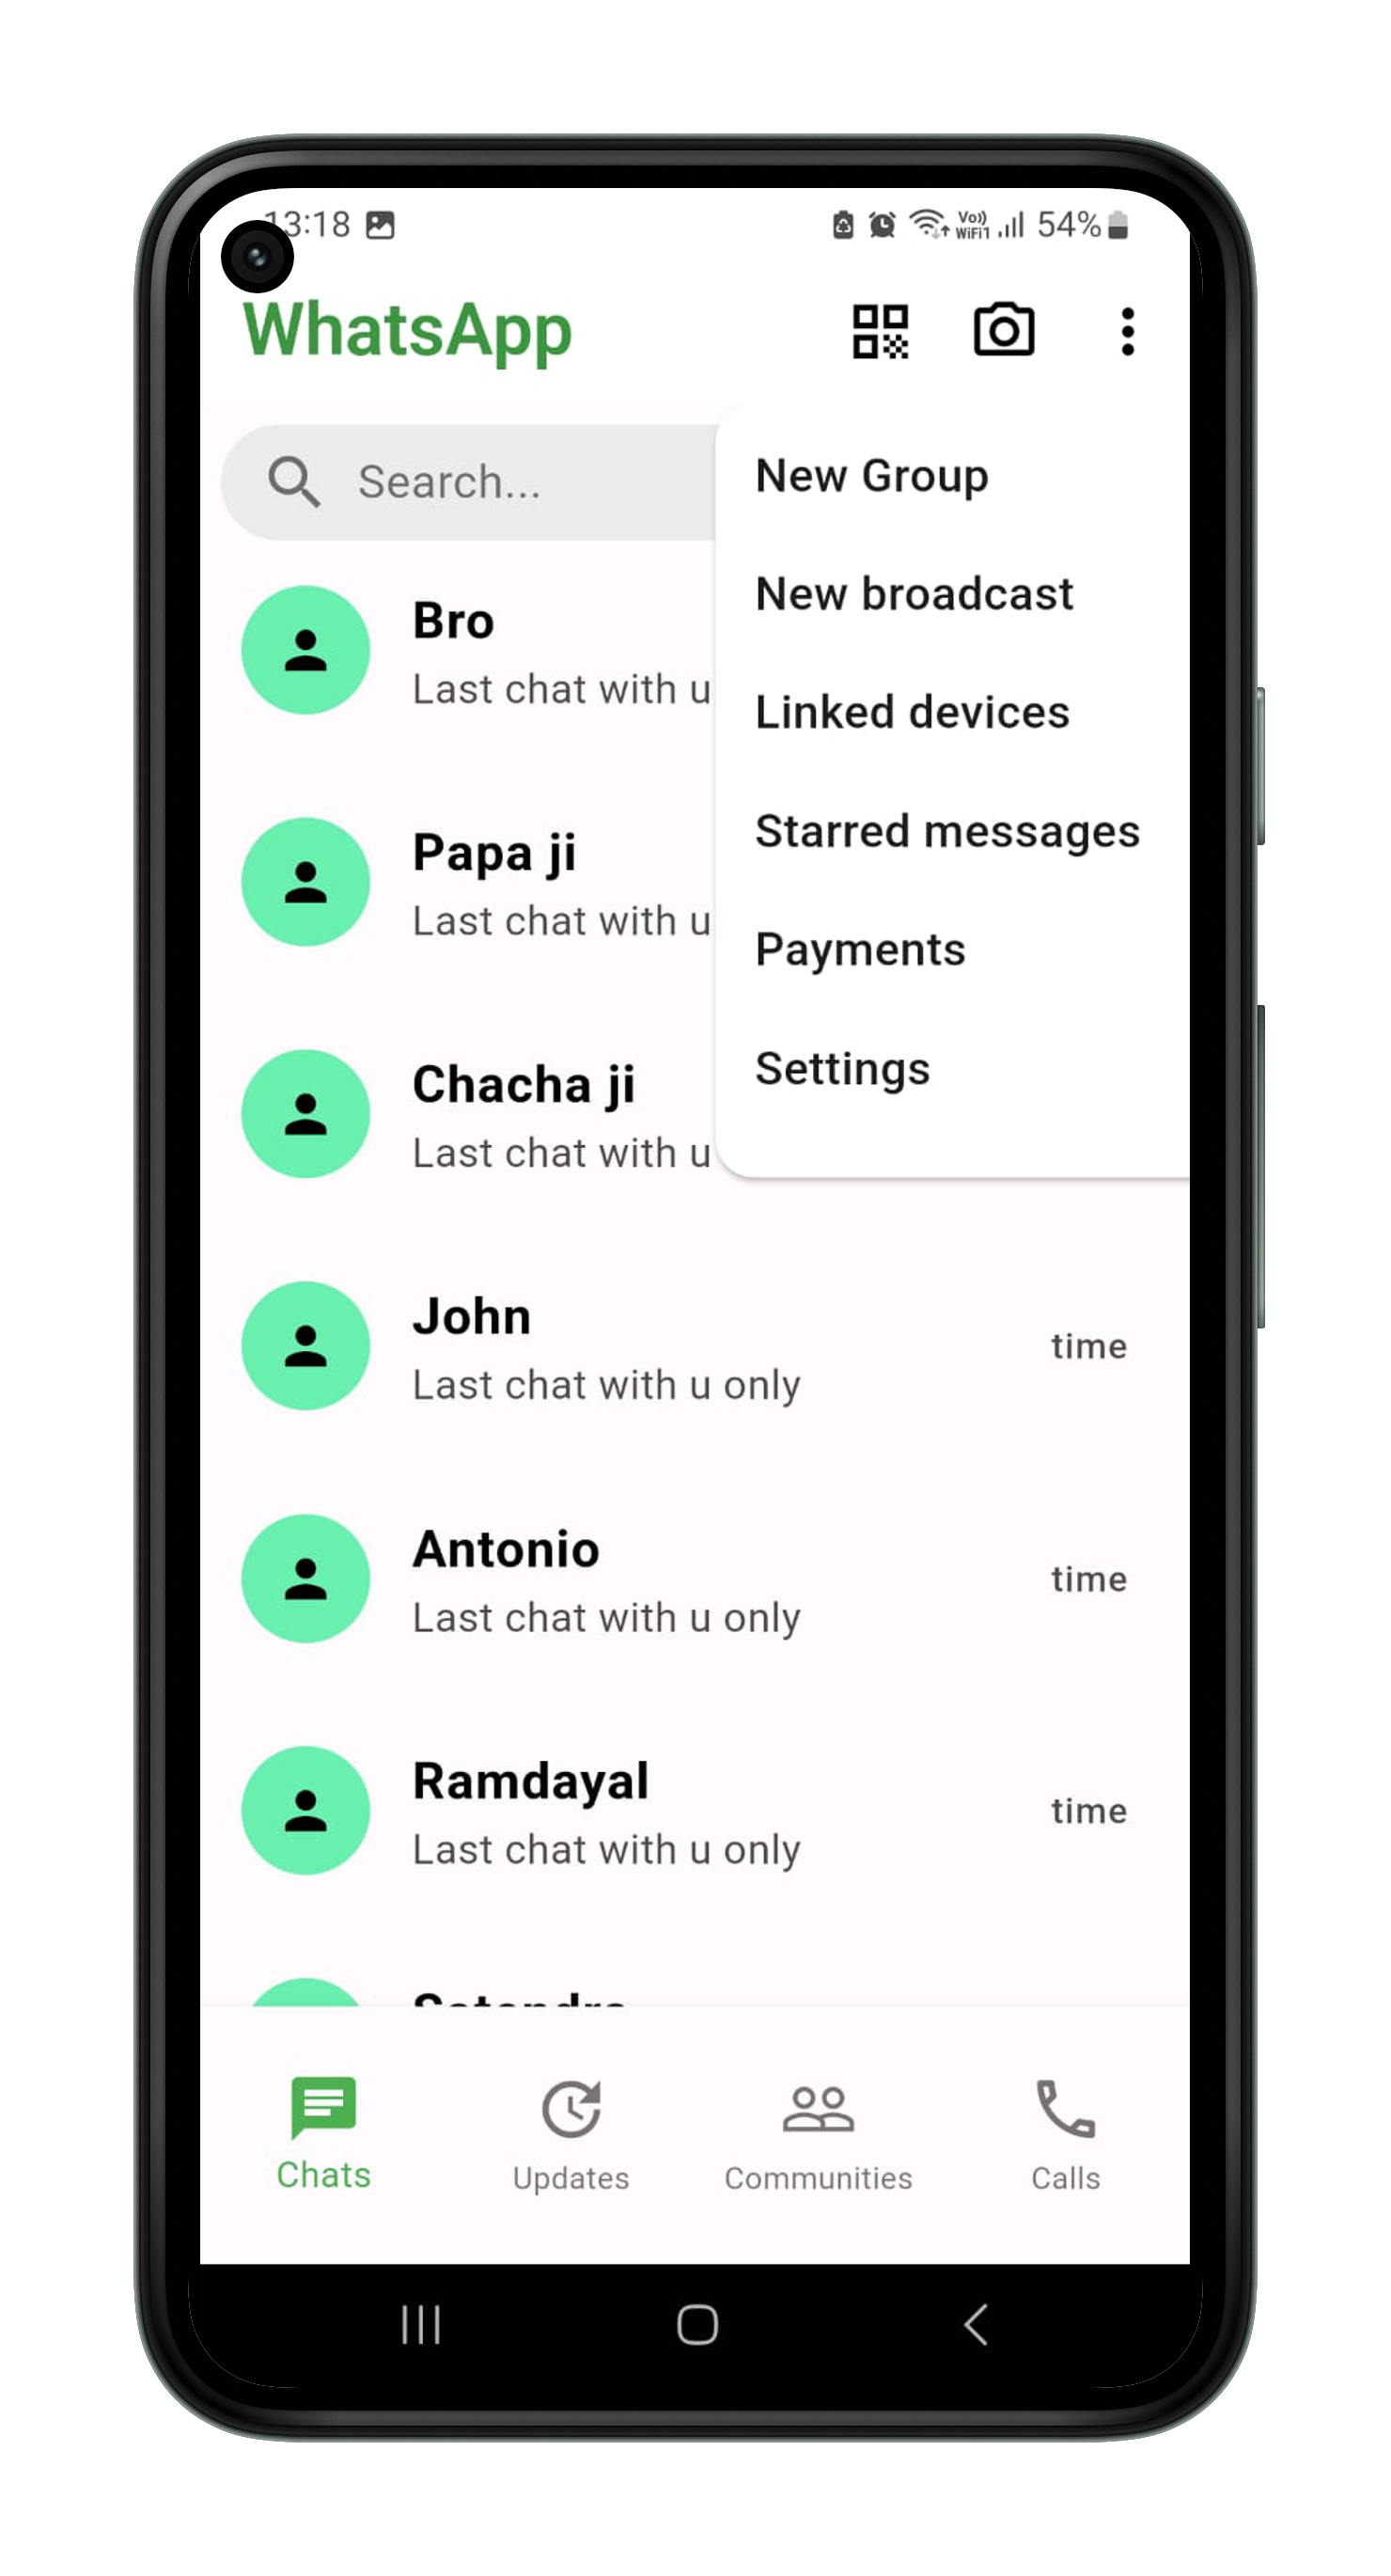 13:18 Vo)) WiFi1 54%
WhatsApp
Search...
New Group
New broadcast
Linked devices
Starred messages
Payments
Settings
Bro
Last chat with u
Papa ji
Last chat with u
Chacha ji
Last chat with u
John
Last chat with u only
time
Antonio
Last chat with u only
time
Ramdayal
Last chat with u only
time
Chats
Updates
Communities
Calls